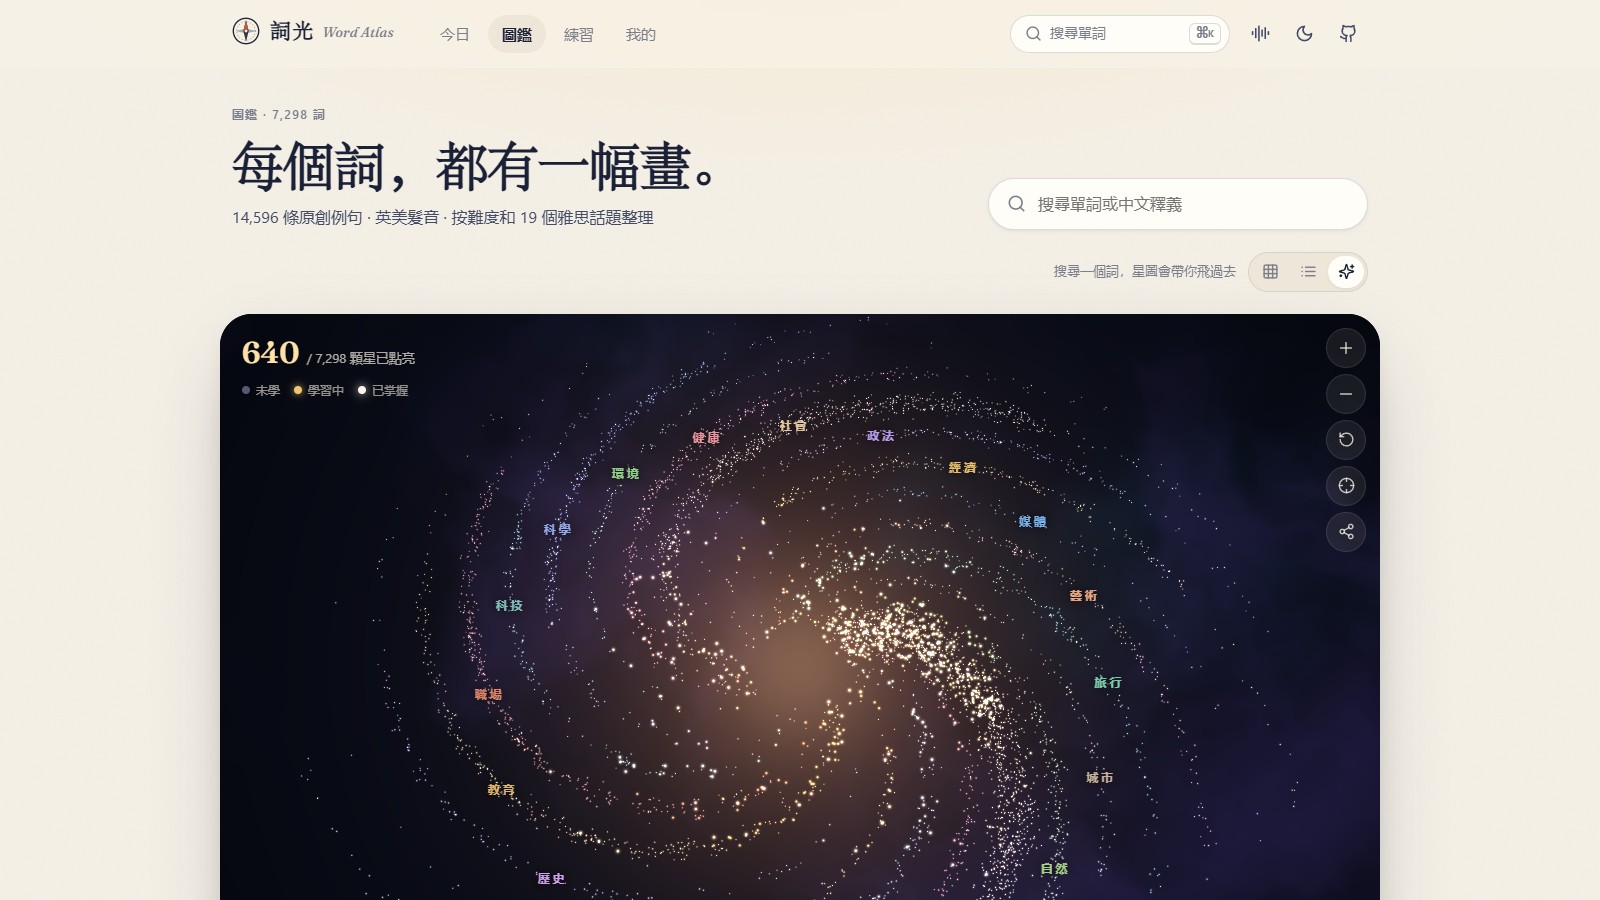 詞光 Word Atlas 今日 圖鑑 練習 我的 搜尋單詞 ⌘K
圖鑑 · 7,298 詞
每個詞，都有一幅畫。
14,596 條原創例句 · 英美髮音 · 按難度和 19 個雅思話題整理
搜尋單詞或中文釋義
搜尋一個詞，星圖會帶你飛過去
640 / 7,298 顆星已點亮
未學 學習中 已掌握
社會
健康 政法
環境 經濟
科學 媒體
科技 藝術
職場 旅行
教育 城市
歷史 自然